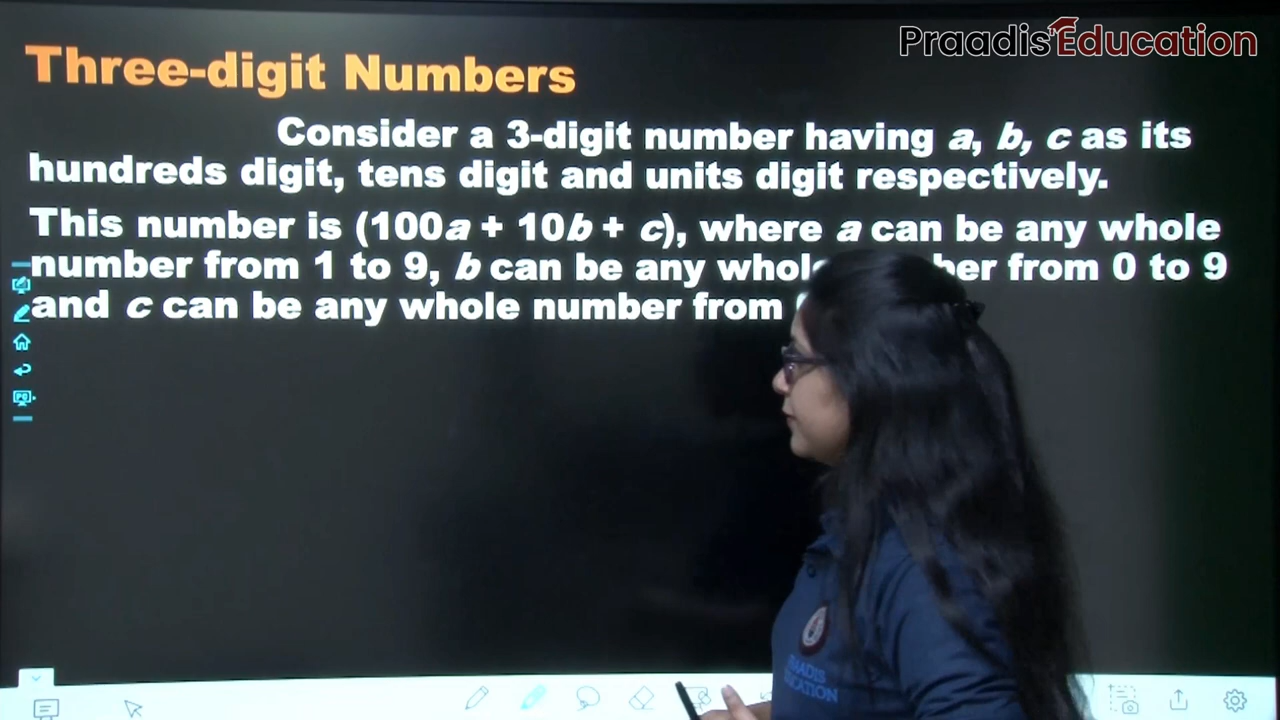 Praadis Education
Three-digit Numbers
Consider a 3-digit number having a, b, c as its
hundreds digit, tens digit and units digit respectively.
This number is (100a + 10b + c), where a can be any whole
number from 1 to 9, b can be any from 0 to 9
and c can be any whole number from
PRAADIS
EDUCATION